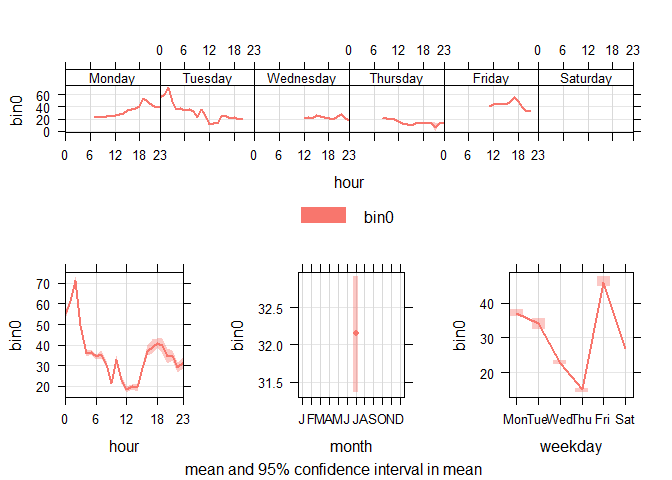 0 6 12 18 23 0 6 12 18 23 0 6 12 18 23
Monday Tuesday Wednesday Thursday Friday Saturday
bin0
60
40
20
0
0 6 12 18 23 0 6 12 18 23 0 6 12 18 23
hour
bin0
bin0
70
60
50
40
30
20
0 6 12 18 23
hour
bin0
32.5
32.0
31.5
J FMAMJ JASOND
month
bin0
40
30
20
MonTueWedThu Fri Sat
weekday
mean and 95% confidence interval in mean